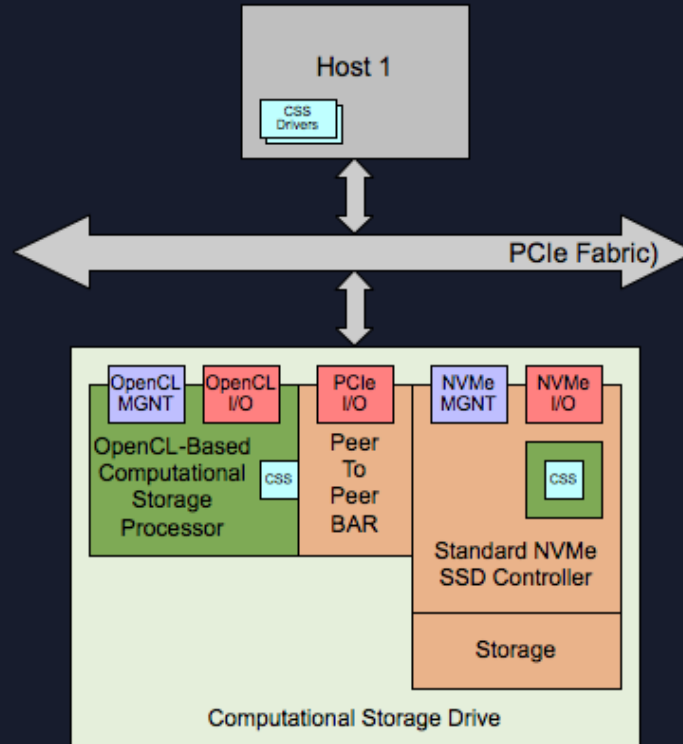 Host 1
CSS
Drivers
PCIe Fabric)
OpenCL
MGNT
OpenCL
I/O
PCIe
I/O
NVMe
MGNT
NVMe
I/O
OpenCL-Based
Computational
Storage
Processor
CSS
Peer
To
Peer
BAR
CSS
Standard NVMe
SSD Controller
Storage
Computational Storage Drive